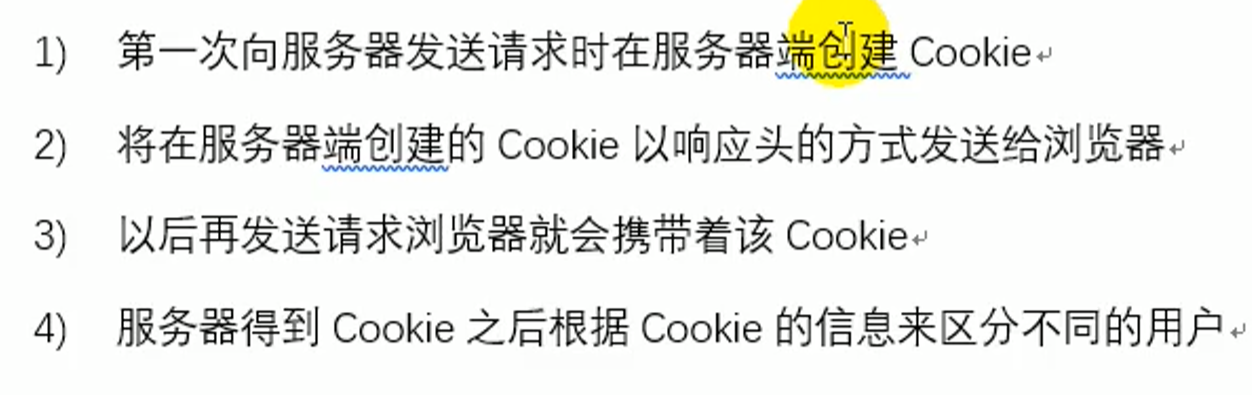 1) 第一次向服务器发送请求时在服务器端创建 Cookie
2) 将在服务器端创建的 Cookie 以响应头的方式发送给浏览器
3) 以后再发送请求浏览器就会携带着该 Cookie
4) 服务器得到 Cookie 之后根据 Cookie 的信息来区分不同的用户